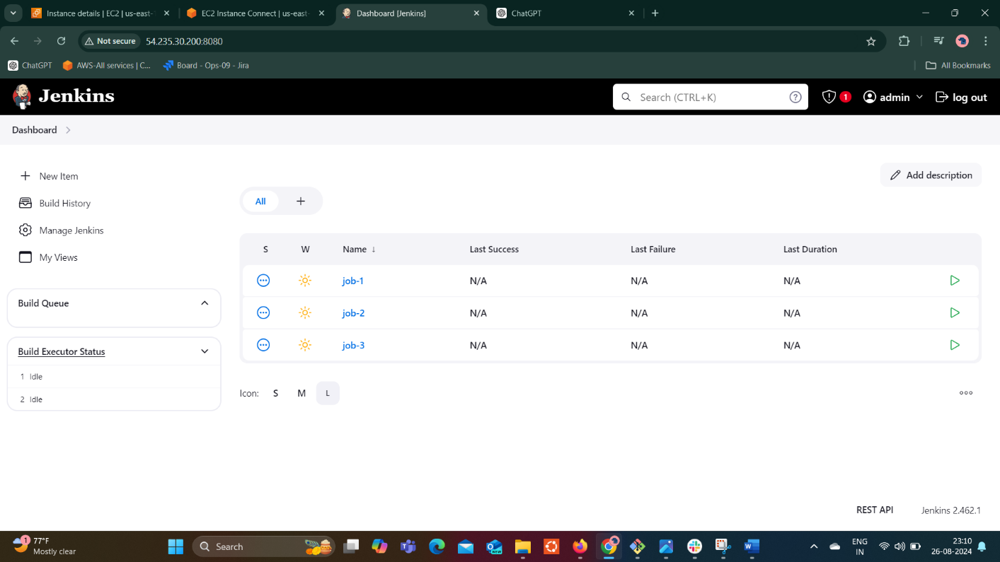 Instance details | EC2 | us-east-
EC2 Instance Connect | us-east-
Dashboard [Jenkins]
ChatGPT
Not secure
54.235.30.200:8080
ChatGPT
AWS-All services | C...
Board - Ops-09 - Jira
All Bookmarks
Jenkins
Search (CTRL+K)
?
1
admin
log out
Dashboard
New Item
Build History
Manage Jenkins
My Views
Build Queue
Build Executor Status
1 Idle
2 Idle
Add description
All
+
S W Name ↓ Last Success Last Failure Last Duration
job-1 N/A N/A N/A
job-2 N/A N/A N/A
job-3 N/A N/A N/A
Icon: S M L
REST API Jenkins 2.462.1
1
77°F
Mostly clear
Search
NEW
ENG
IN
23:10
26-08-2024